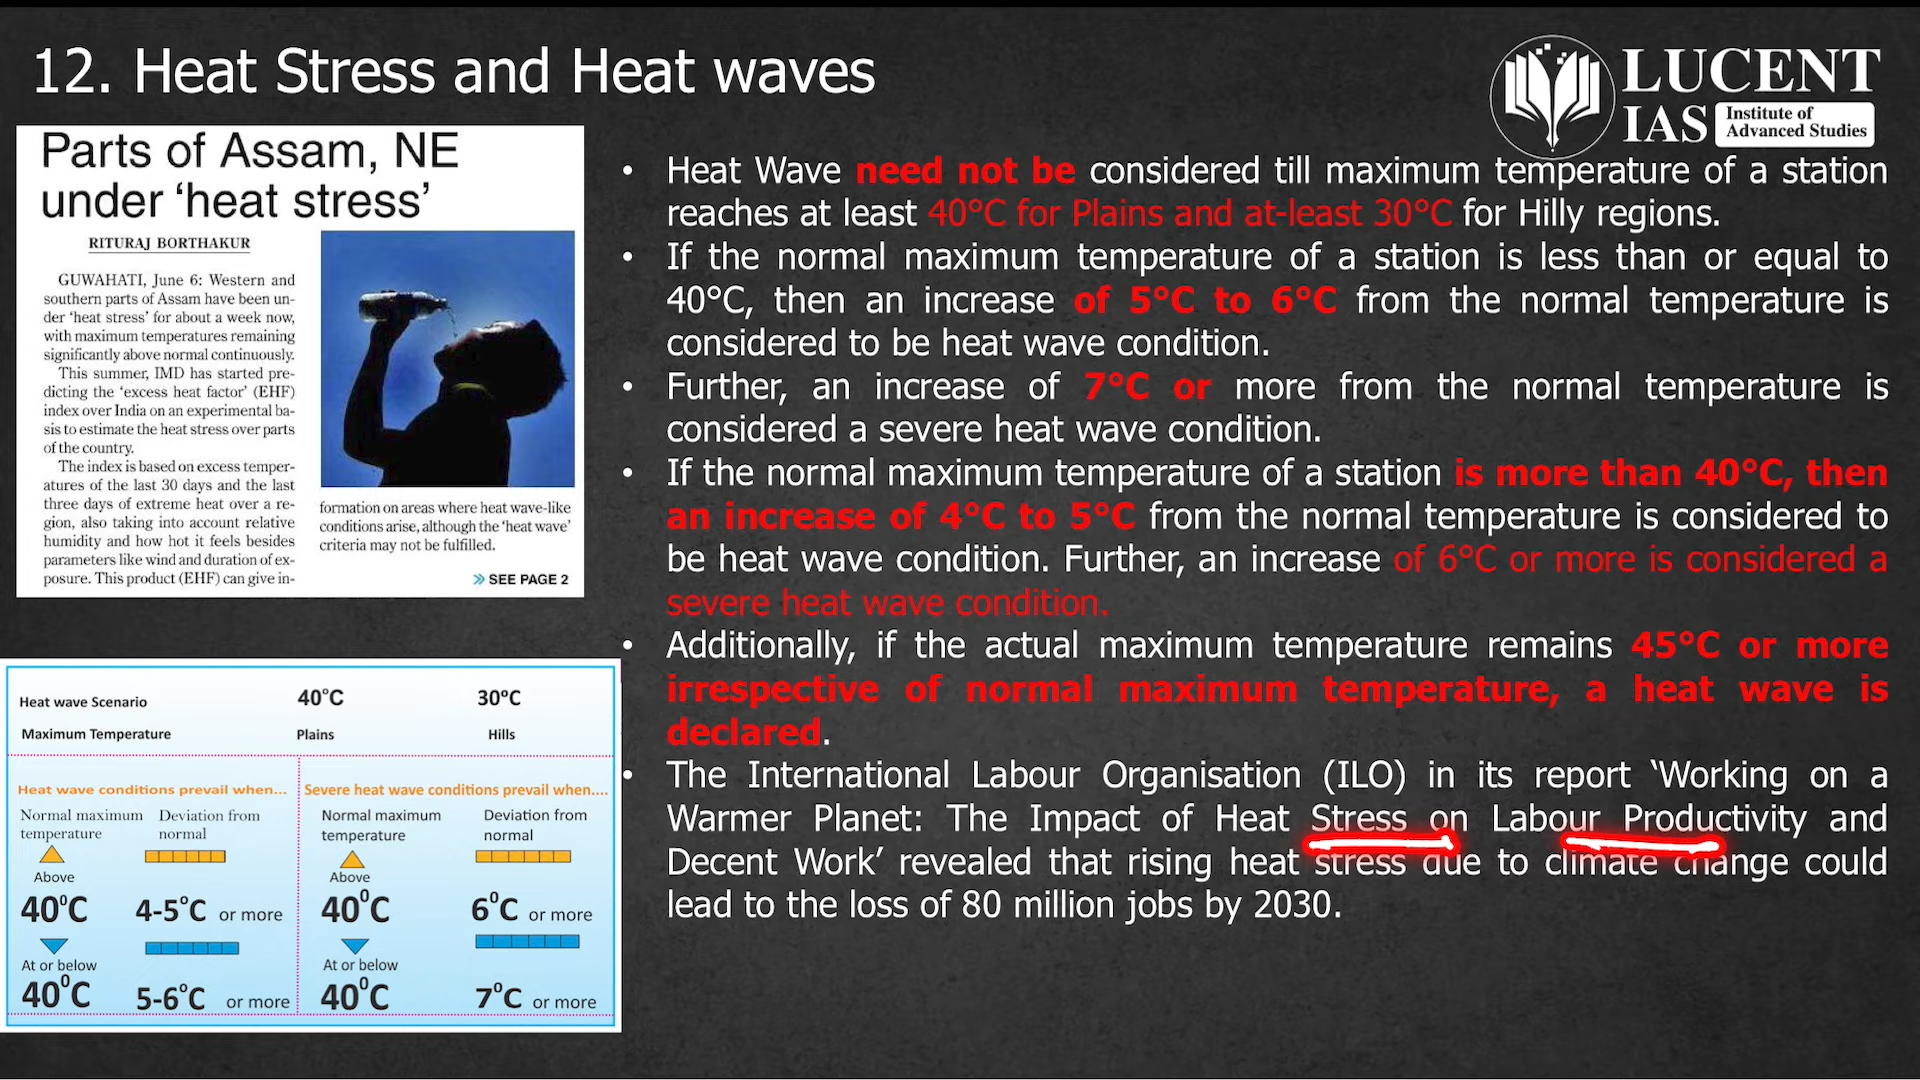 12. Heat Stress and Heat waves
LUCENT
IAS Institute of
Advanced Studies
Parts of Assam, NE
under ‘heat stress’
RITURAJ BORTHAKUR
GUWAHATI, June 6: Western and
southern parts of Assam have been un-
der ‘heat stress’ for about a week now,
with maximum temperatures remaining
significantly above normal continuously.
This summer, IMD has started pre-
dicting the ‘excess heat factor’ (EHF)
index over India on an experimental ba-
sis to estimate the heat stress over parts
of the country.
The index is based on excess temper-
atures of the last 30 days and the last
three days of extreme heat over a re-
gion, also taking into account relative
humidity and how hot it feels besides
parameters like wind and duration of ex-
posure. This product (EHF) can give in-
formation on areas where heat wave-like
conditions arise, although the ‘heat wave’
criteria may not be fulfilled.
>> SEE PAGE 2
• Heat Wave need not be considered till maximum temperature of a station
reaches at least 40°C for Plains and at-least 30°C for Hilly regions.
• If the normal maximum temperature of a station is less than or equal to
40°C, then an increase of 5°C to 6°C from the normal temperature is
considered to be heat wave condition.
• Further, an increase of 7°C or more from the normal temperature is
considered a severe heat wave condition.
• If the normal maximum temperature of a station is more than 40°C, then
an increase of 4°C to 5°C from the normal temperature is considered to
be heat wave condition. Further, an increase of 6°C or more is considered a
severe heat wave condition.
• Additionally, if the actual maximum temperature remains 45°C or more
irrespective of normal maximum temperature, a heat wave is
declared.
• The International Labour Organisation (ILO) in its report ‘Working on a
Warmer Planet: The Impact of Heat Stress on Labour Productivity and
Decent Work’ revealed that rising heat stress due to climate change could
lead to the loss of 80 million jobs by 2030.
Heat wave Scenario 40°C 30°C
Maximum Temperature Plains Hills
Heat wave conditions prevail when... Severe heat wave conditions prevail when....
Normal maximum Deviation from Normal maximum Deviation from
temperature normal temperature normal
Above Above
40°C 4-5°C or more 40°C 6°C or more
At or below At or below
40°C 5-6°C or more 40°C 7°C or more